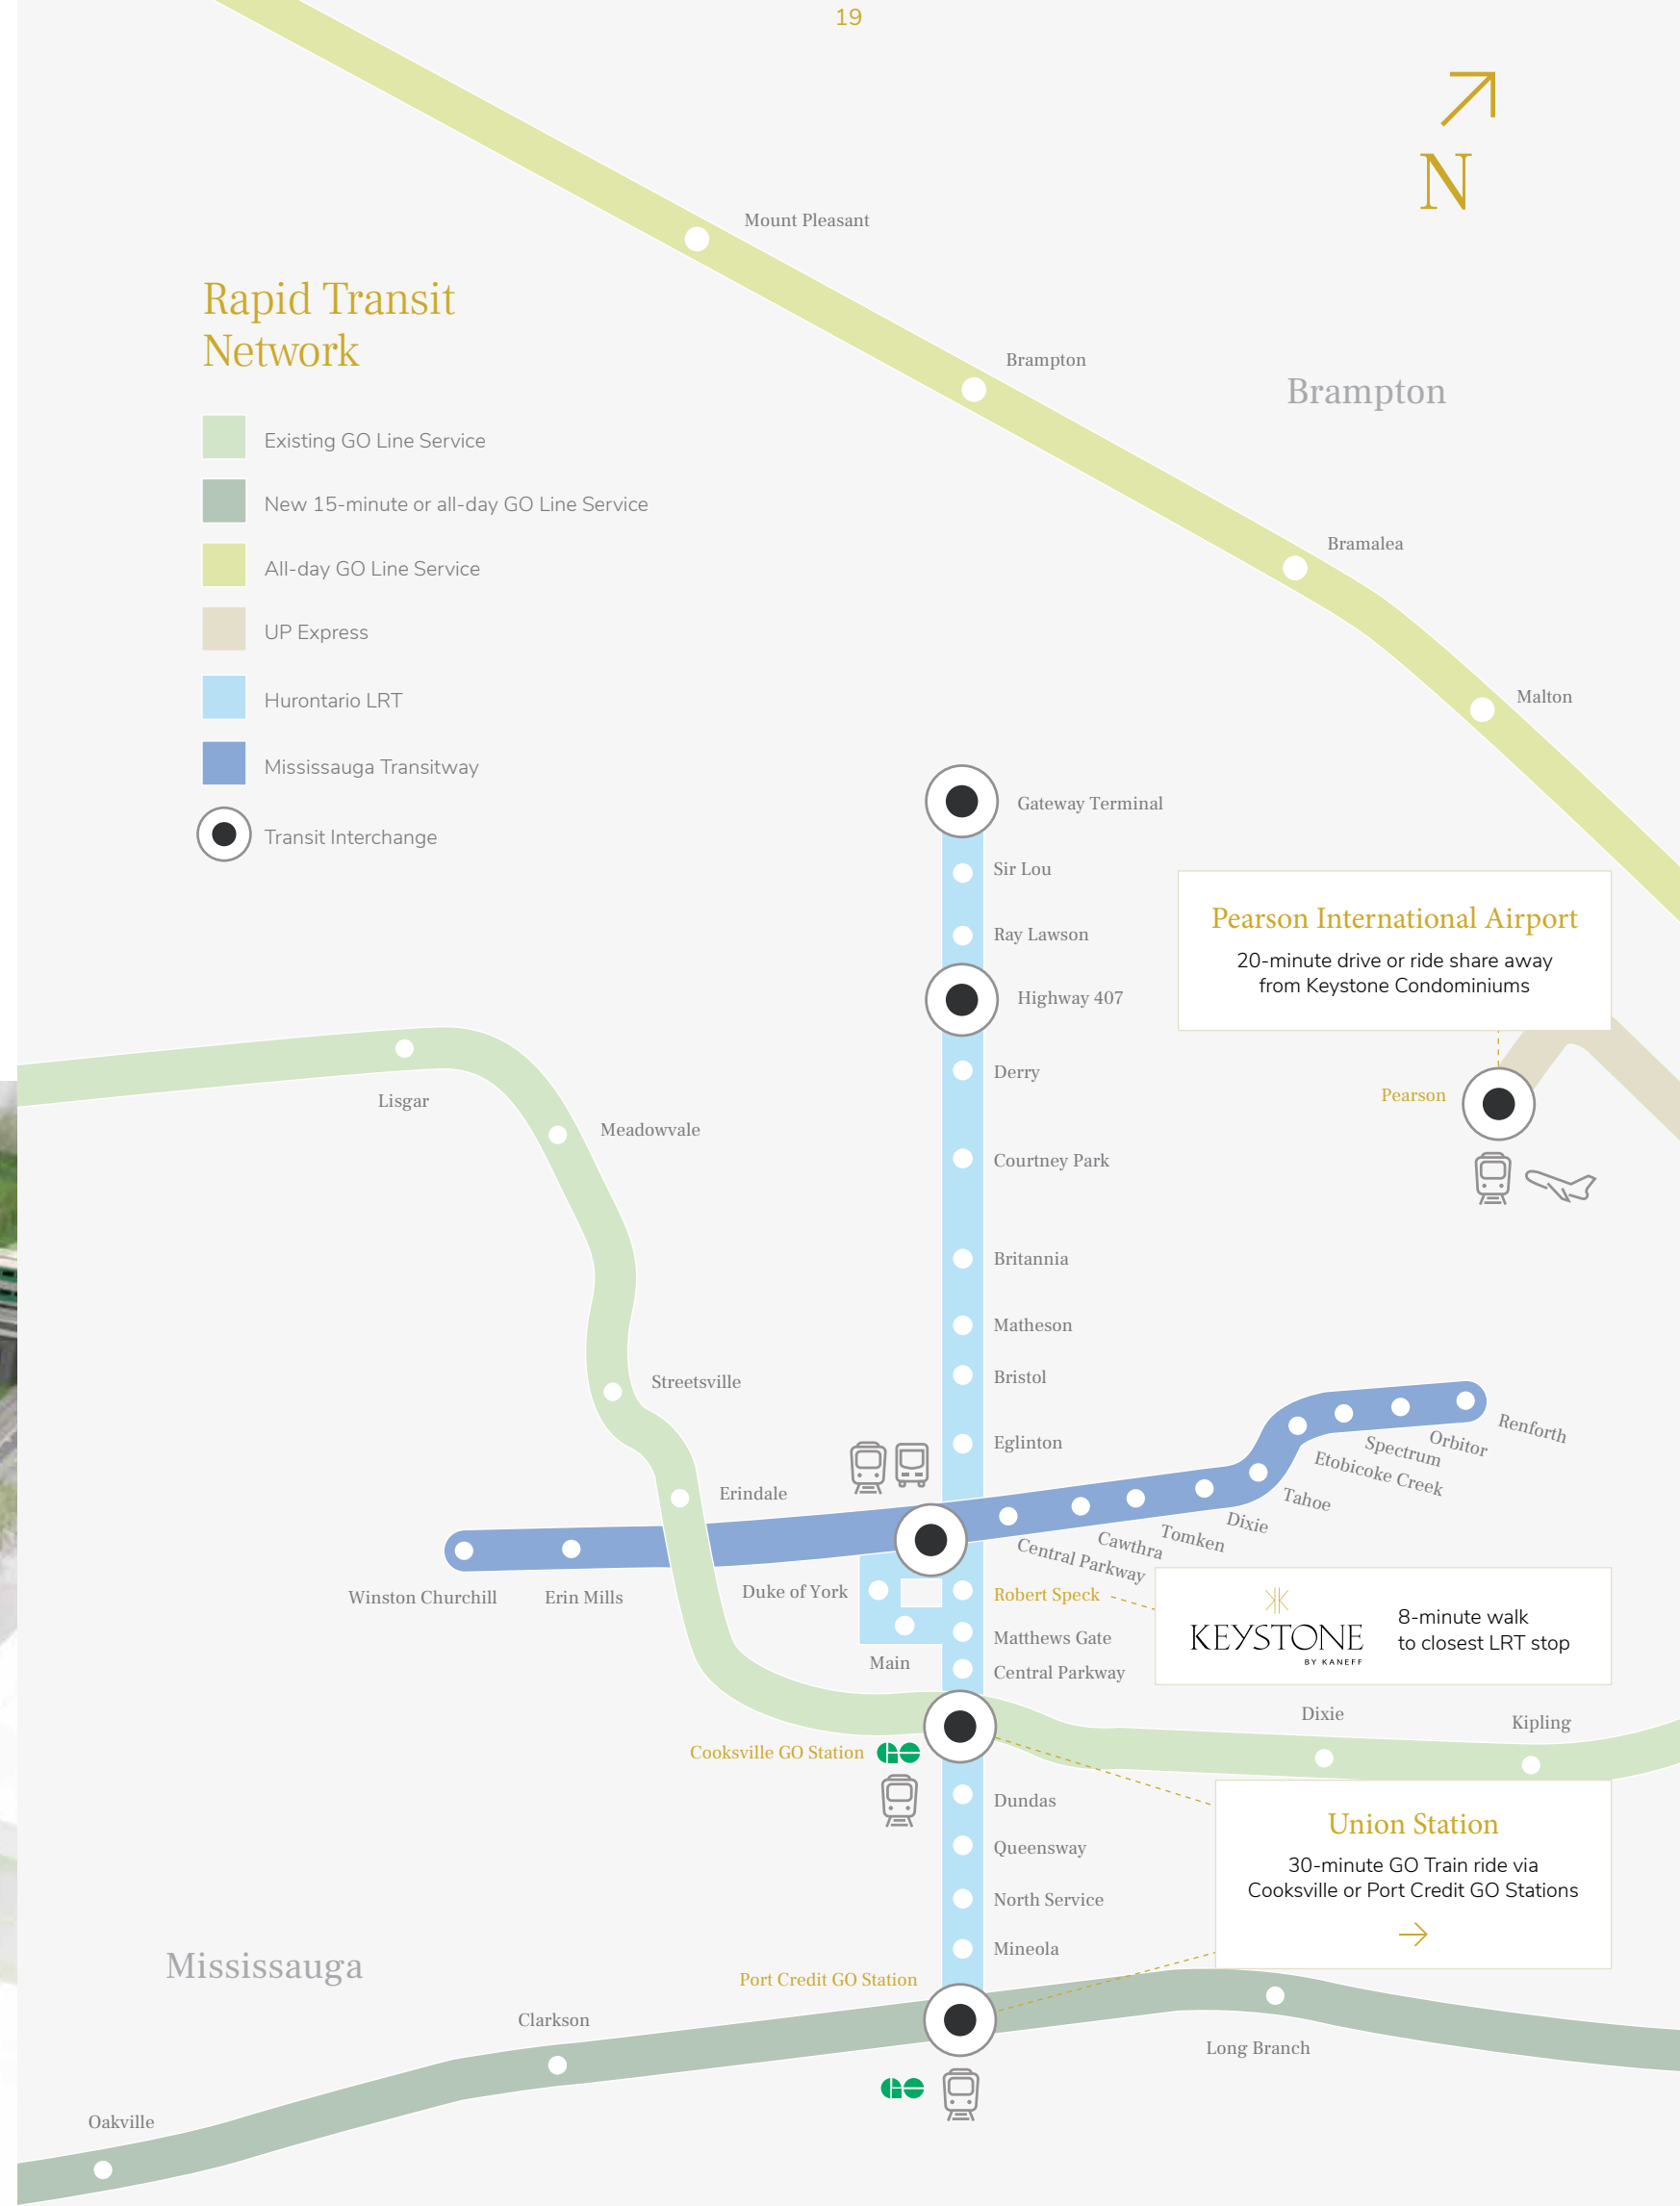 19
N
Mount Pleasant
Rapid Transit
Network
Brampton
Brampton
Existing GO Line Service
New 15-minute or all-day GO Line Service
Bramalea
All-day GO Line Service
UP Express
Malton
Hurontario LRT
Mississauga Transitway
Gateway Terminal
Transit Interchange
Sir Lou
Pearson International Airport
20-minute drive or ride share away
from Keystone Condominiums
Ray Lawson
Highway 407
Derry
Pearson
Lisgar
Meadowvale
Courtney Park
Britannia
Matheson
Bristol
Streetsville
Eglinton
Renforth
Orbitor
Spectrum
Etobicoke Creek
Tahoe
Dixie
Tomken
Cawthra
Central Parkway
Erindale
Winston Churchill
Erin Mills
Duke of York
Robert Speck
KEYSTONE
BY KANEFF
8-minute walk
to closest LRT stop
Matthews Gate
Main
Central Parkway
Dixie
Kipling
Cooksville GO Station
GO
Dundas
Union Station
30-minute GO Train ride via
Cooksville or Port Credit GO Stations
Queensway
North Service
Mineola
Mississauga
Port Credit GO Station
Clarkson
Long Branch
GO
Oakville